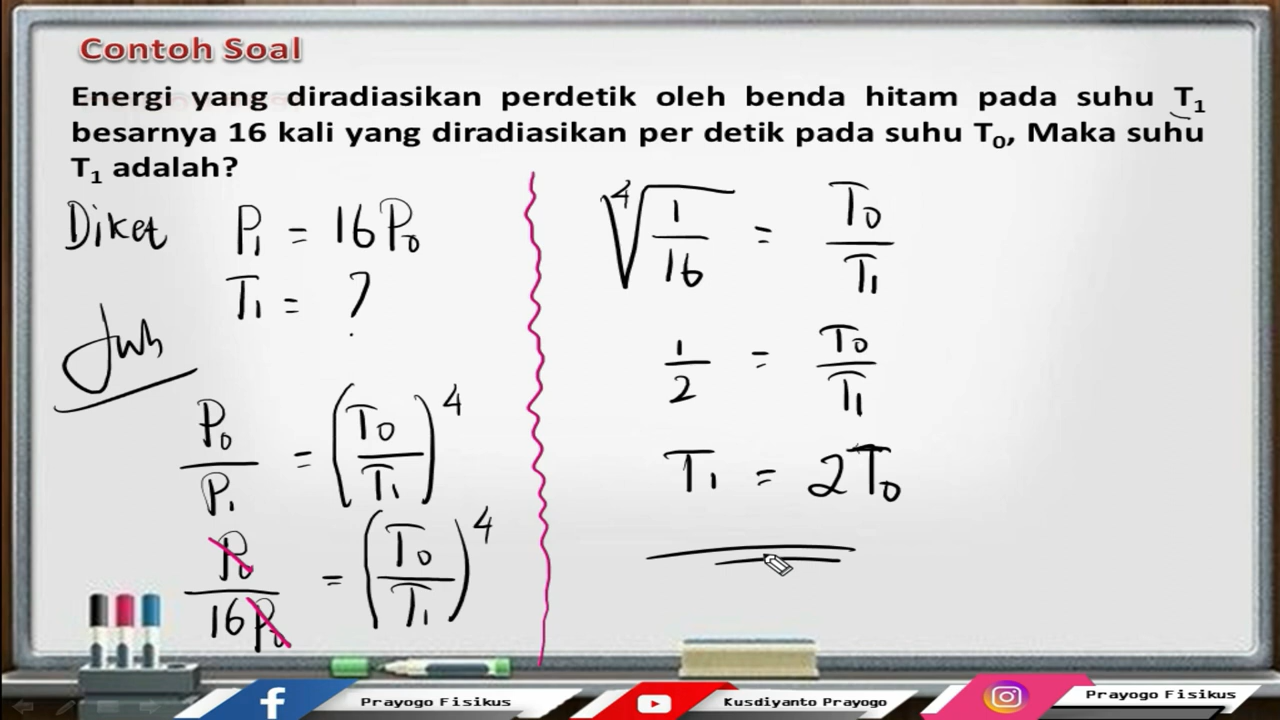 Contoh Soal
Energi yang diradiasikan perdetik oleh benda hitam pada suhu T₁
besarnya 16 kali yang diradiasikan per detik pada suhu T₀, Maka suhu
T₁ adalah?
Diket P₁ = 16P₀
T₁ = ?
Jwb
P₀/P₁ = (T₀/T₁)⁴
P₀/16P₀ = (T₀/T₁)⁴
⁴√(1/16) = T₀/T₁
1/2 = T₀/T₁
T₁ = 2T₀
Prayogo Fisikus
Kusdiyanto Prayogo
Prayogo Fisikus